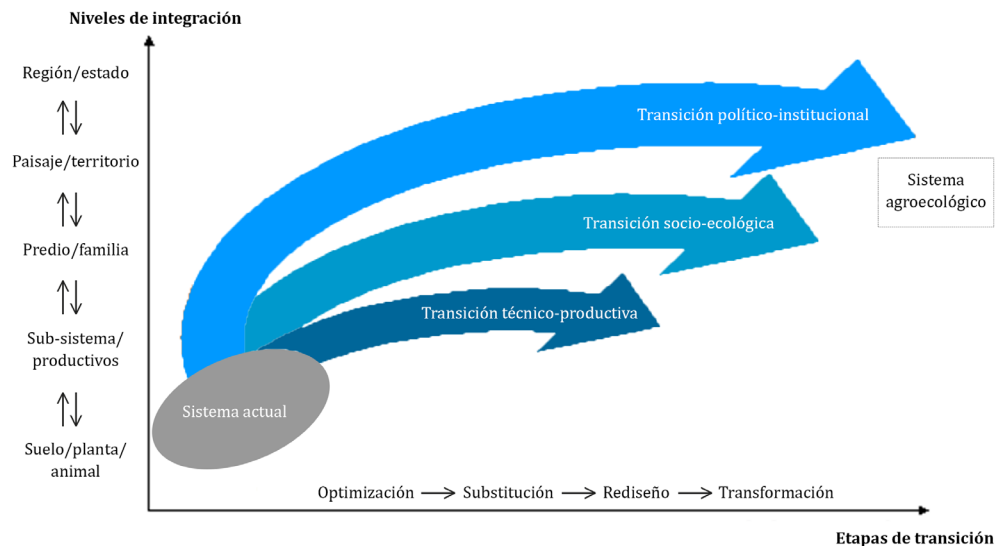 Niveles de integración
Región/estado
Paisaje/territorio
Predio/familia
Sub-sistema/
productivos
Suelo/planta/
animal
Transición político-institucional
Transición socio-ecológica
Transición técnico-productiva
Sistema actual
Sistema
agroecológico
Optimización
Substitución
Rediseño
Transformación
Etapas de transición